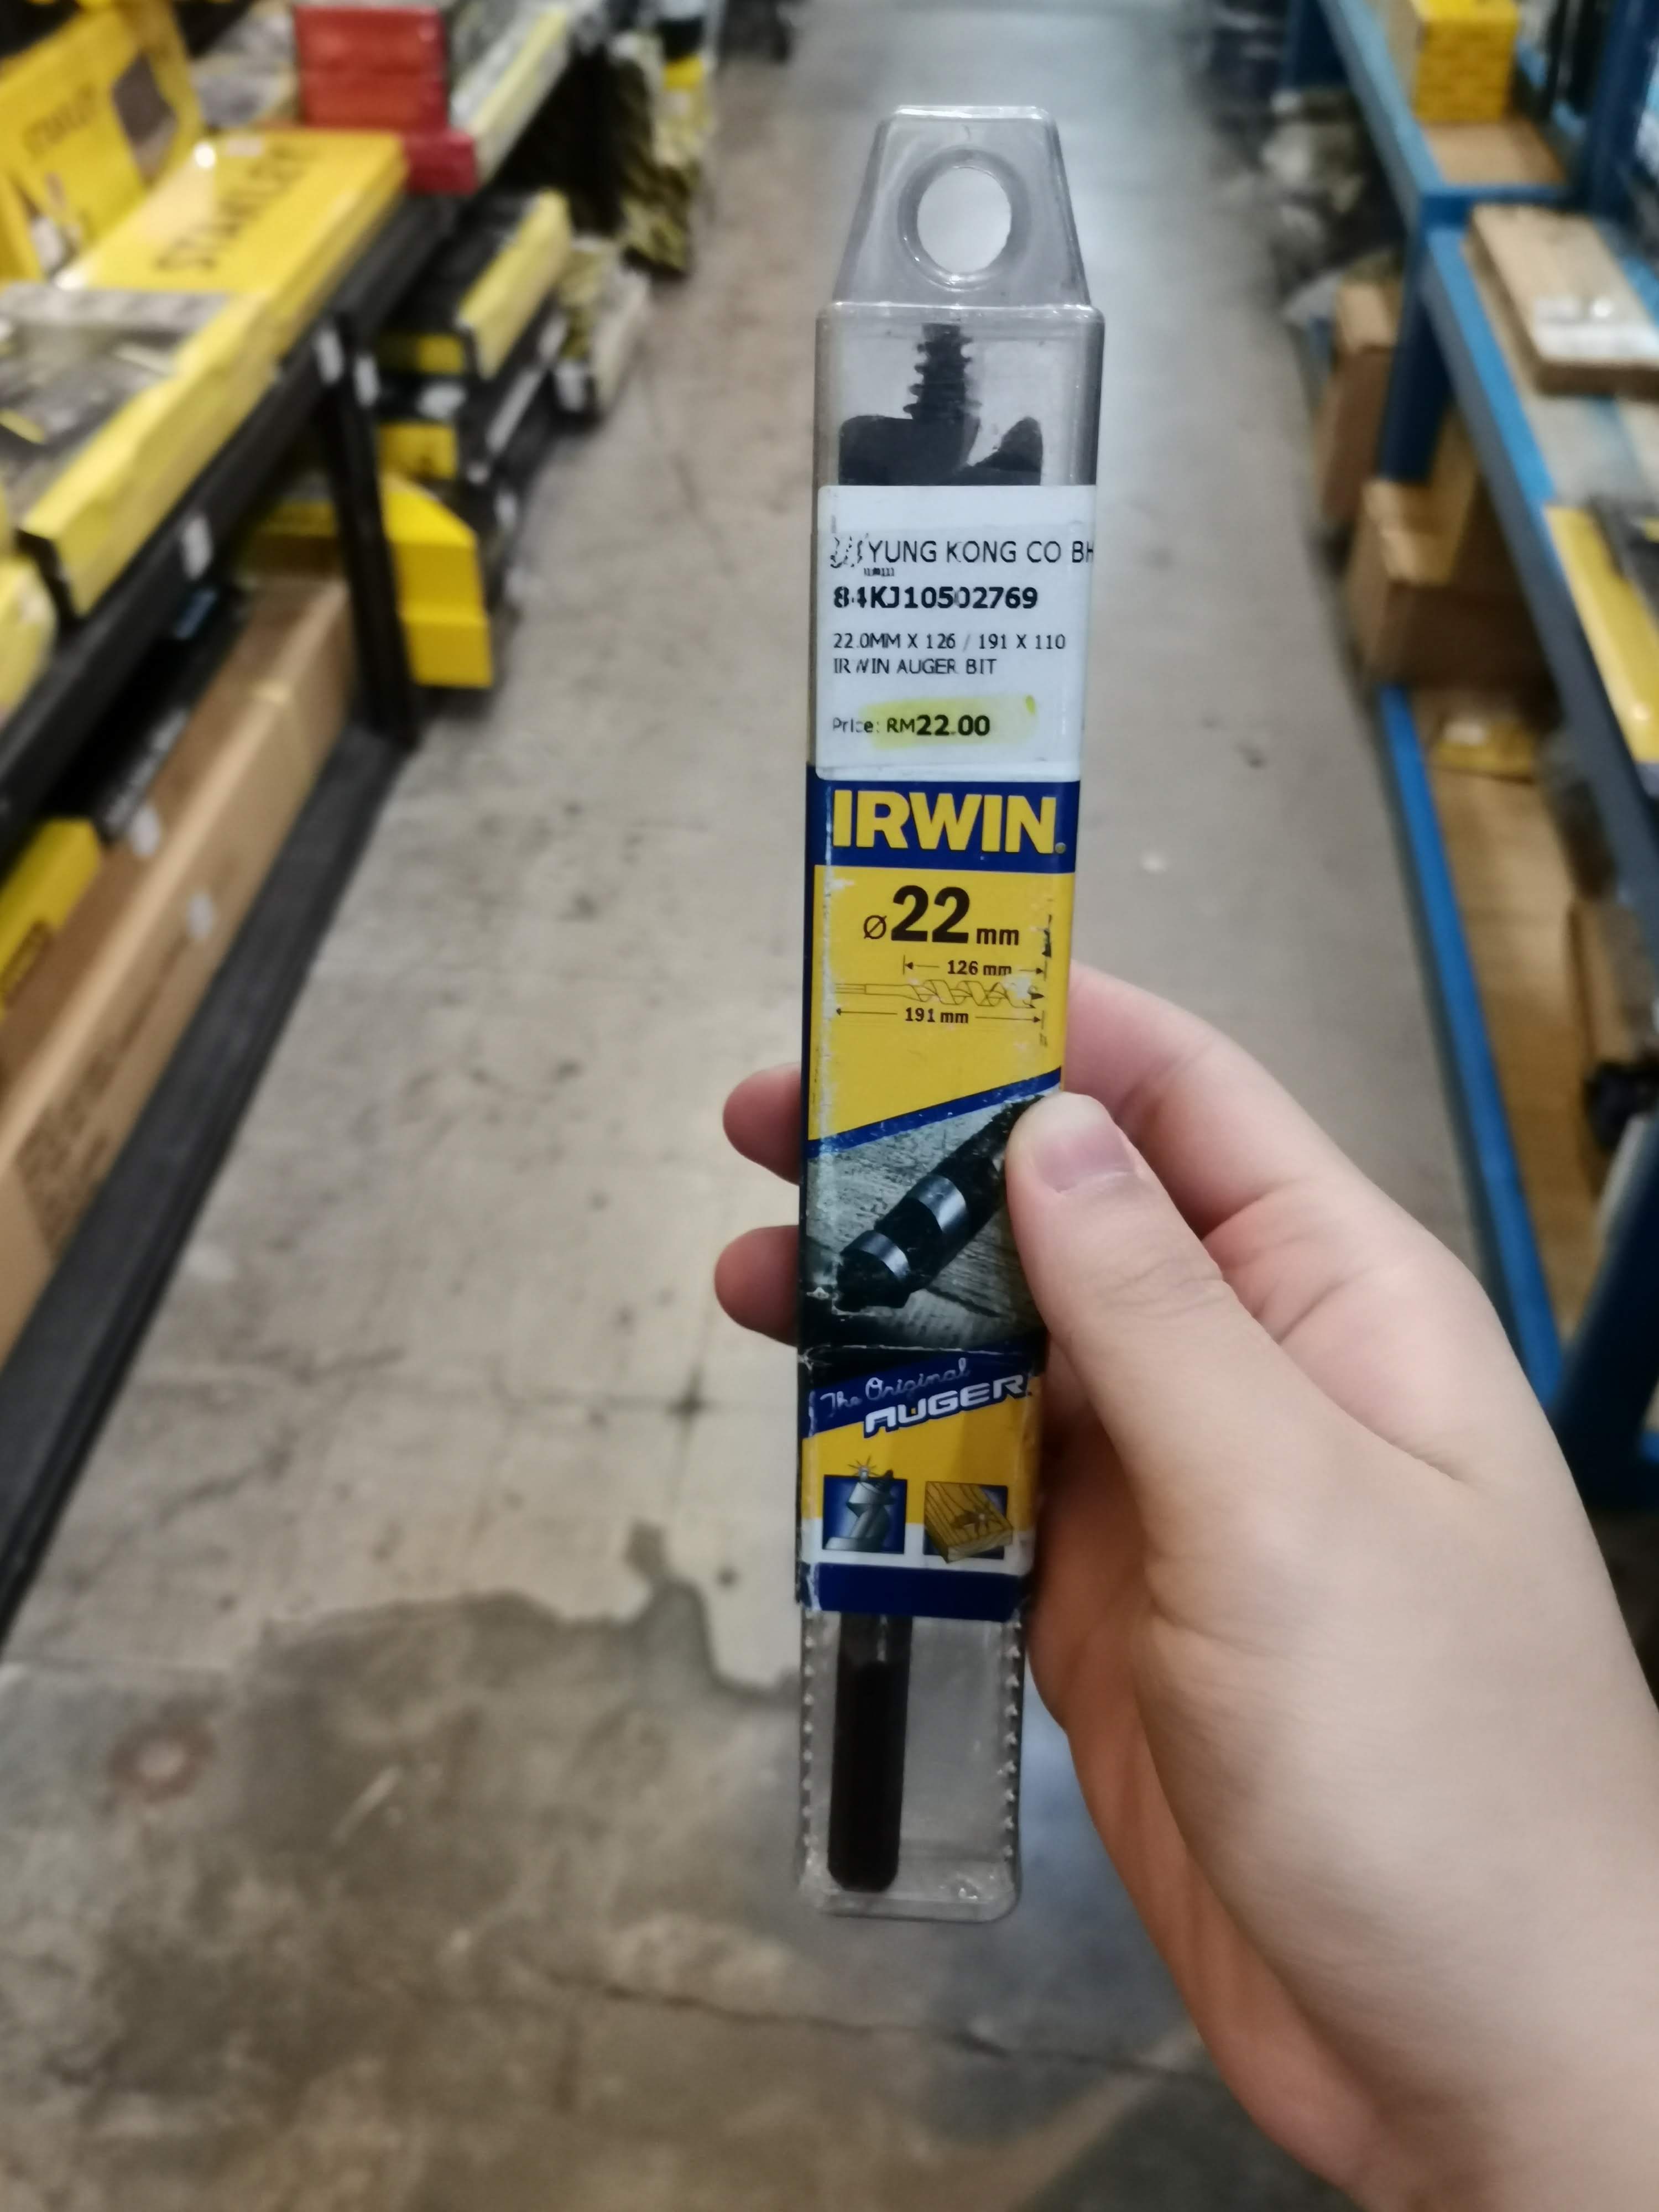 STANLEY
YUNG KONG CO BH
84KJ10502769
22.0MM X 126 / 191 X 110
IRWIN AUGER BIT
Price: RM22.00
IRWIN
ø22 mm
126 mm
191 mm
The Original
AUGER